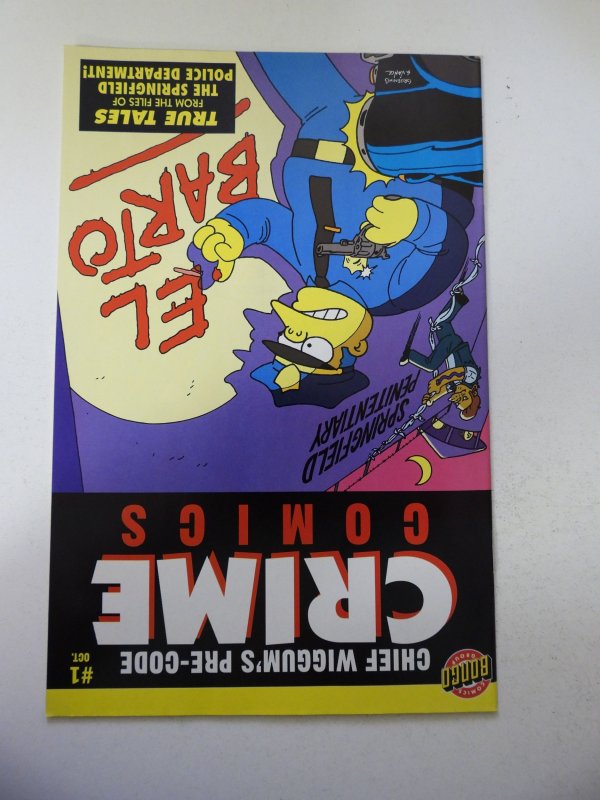 BONGO
COMICS
GROUP
CHIEF WIGGUM'S PRE-CODE
#1
OCT.
CRIME
COMICS
SPRINGFIELD
PENITENTIARY
EL
BARTO
TRUE TALES
FROM THE FILES OF
THE SPRINGFIELD
POLICE DEPARTMENT!